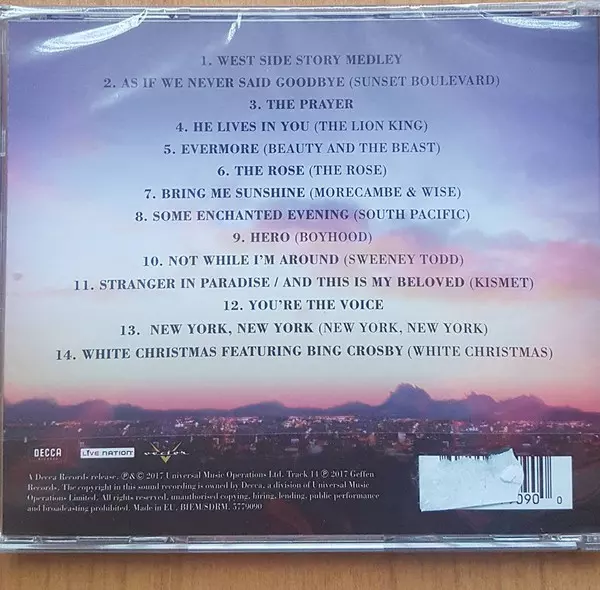 1. WEST SIDE STORY MEDLEY
2. AS IF WE NEVER SAID GOODBYE (SUNSET BOULEVARD)
3. THE PRAYER
4. HE LIVES IN YOU (THE LION KING)
5. EVERMORE (BEAUTY AND THE BEAST)
6. THE ROSE (THE ROSE)
7. BRING ME SUNSHINE (MORECAMBE & WISE)
8. SOME ENCHANTED EVENING (SOUTH PACIFIC)
9. HERO (BOYHOOD)
10. NOT WHILE I'M AROUND (SWEENEY TODD)
11. STRANGER IN PARADISE / AND THIS IS MY BELOVED (KISMET)
12. YOU'RE THE VOICE
13. NEW YORK, NEW YORK (NEW YORK, NEW YORK)
14. WHITE CHRISTMAS FEATURING BING CROSBY (WHITE CHRISTMAS)
DECCA LIVE NATION vector
A Decca Records release. ℗&© 2017 Universal Music Operations Ltd. Track 14 ℗ 2017 Geffen
Records. The copyright in this sound recording is owned by Decca, a division of Universal Music
Operations Limited. All rights reserved, unauthorised copying, hiring, lending, public performance
and broadcasting prohibited. Made in EU. BIEM/SDRM. 5779090
090 0